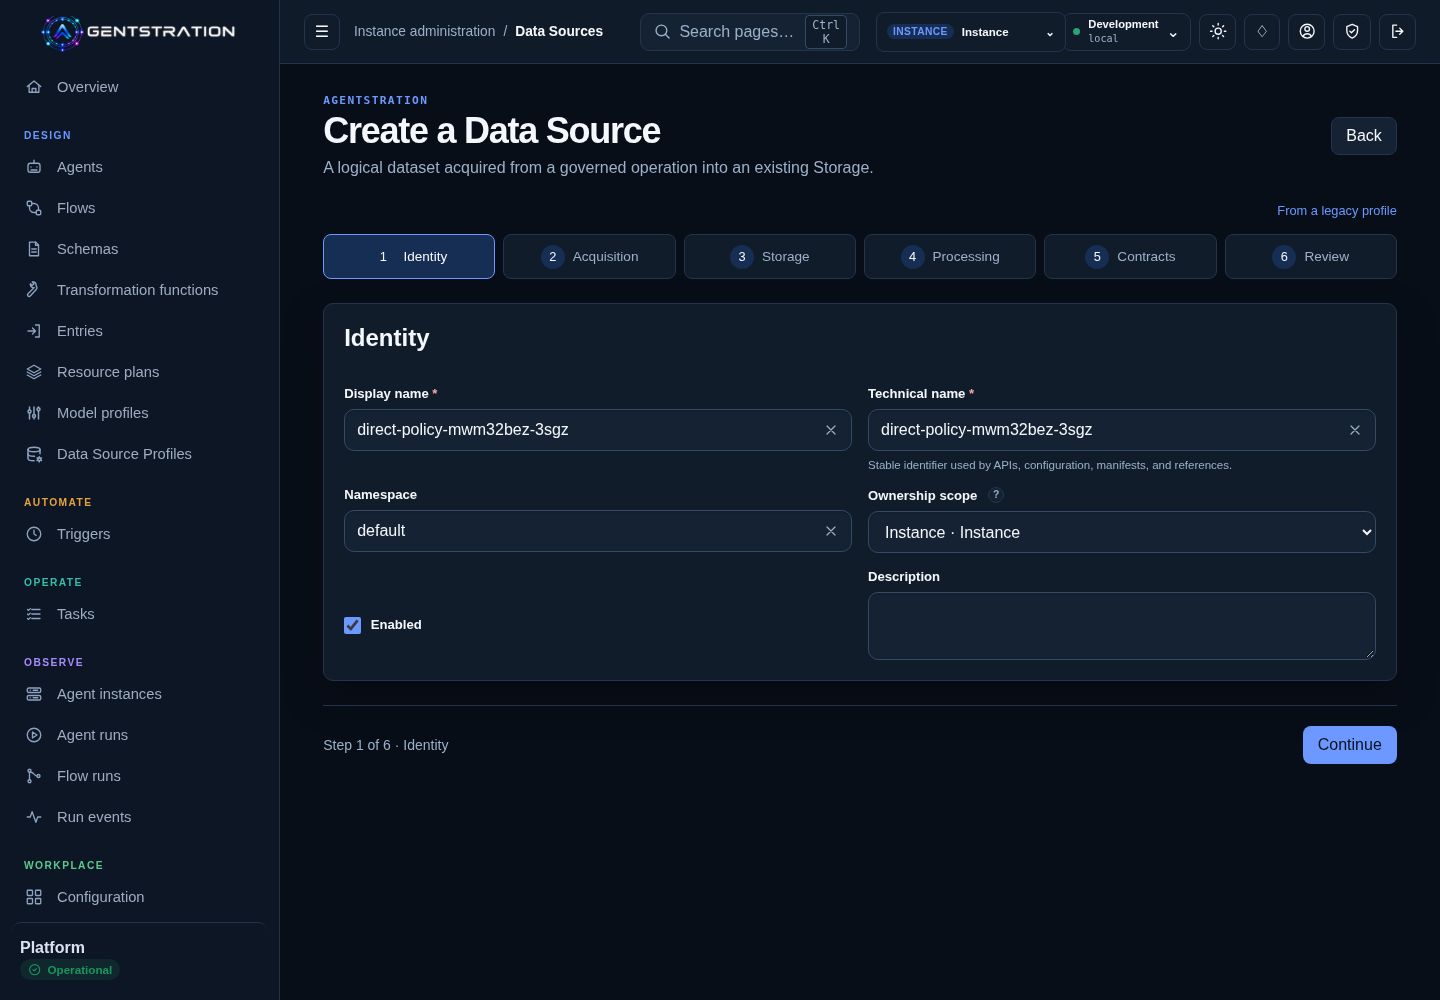 GENTSTRATION
Overview
DESIGN
Agents
Flows
Schemas
Transformation functions
Entries
Resource plans
Model profiles
Data Source Profiles
AUTOMATE
Triggers
OPERATE
Tasks
OBSERVE
Agent instances
Agent runs
Flow runs
Run events
WORKPLACE
Configuration
Platform
Operational
Instance administration / Data Sources
Search pages… Ctrl K
INSTANCE Instance
Development
local
AGENTSTRATION
Create a Data Source
A logical dataset acquired from a governed operation into an existing Storage.
Back
From a legacy profile
1 Identity
2 Acquisition
3 Storage
4 Processing
5 Contracts
6 Review
Identity
Display name *
direct-policy-mwm32bez-3sgz
Technical name *
direct-policy-mwm32bez-3sgz
Stable identifier used by APIs, configuration, manifests, and references.
Namespace
default
Ownership scope ?
Instance · Instance
Enabled
Description
Step 1 of 6 · Identity
Continue